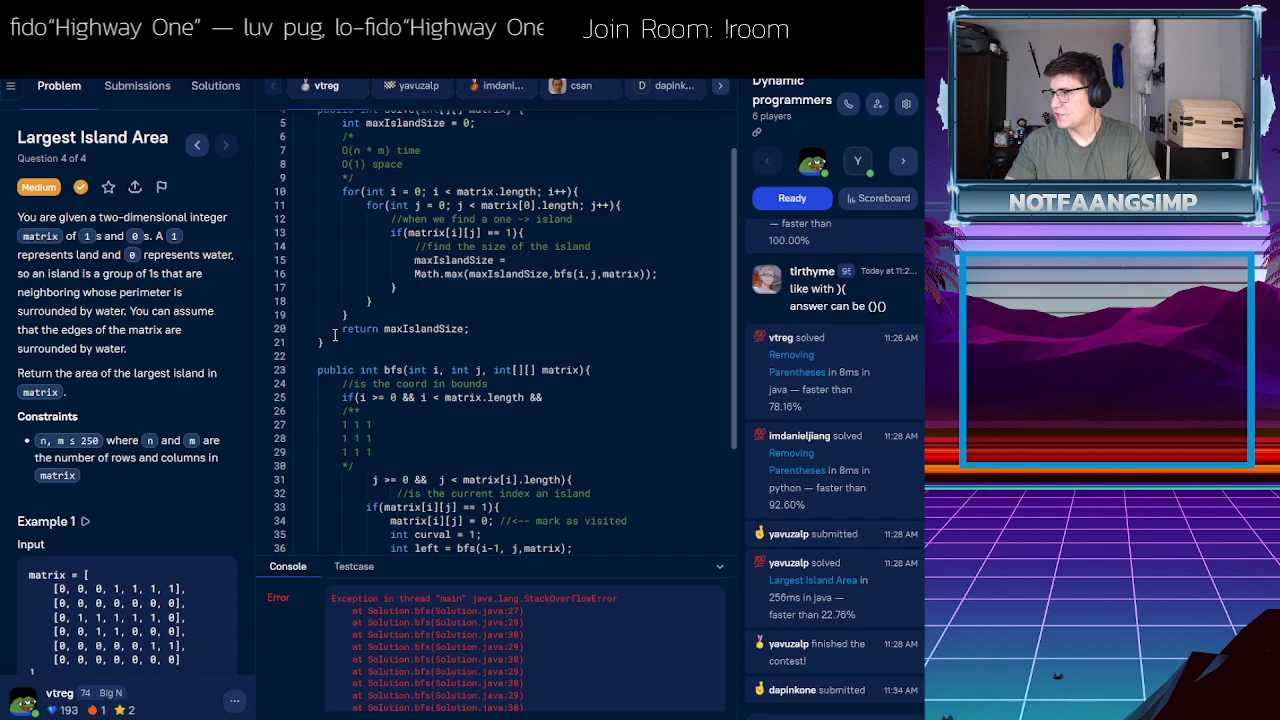 fido“Highway One” — luv pug, lo-fido“Highway One
Join Room: !room
Problem
Submissions
Solutions
Largest Island Area
Question 4 of 4
Medium
You are given a two-dimensional integer
matrix of 1s and 0s. A 1
represents land and 0 represents water,
so an island is a group of 1s that are
neighboring whose perimeter is
surrounded by water. You can assume
that the edges of the matrix are
surrounded by water.
Return the area of the largest island in
matrix.
Constraints
n, m ≤ 250 where n and m are
the number of rows and columns in
matrix
Example 1
Input
matrix = [
[0, 0, 0, 1, 1, 1, 1],
[0, 0, 0, 0, 0, 0, 0],
[0, 1, 1, 1, 1, 1, 0],
[0, 0, 1, 1, 0, 0, 0],
[0, 0, 0, 0, 0, 1, 1],
[0, 0, 0, 0, 0, 0, 0]
vtreg 74 Big N
193 1 2
vtreg
yavuzalp
imdani...
csan
D dapink...
public int solve(int[][] matrix) {
5 int maxIslandSize = 0;
6 /*
7 O(n * m) time
8 O(1) space
9 */
10 for(int i = 0; i < matrix.length; i++){
11 for(int j = 0; j < matrix[0].length; j++){
12 //when we find a one -> island
13 if(matrix[i][j] == 1){
14 //find the size of the island
15 maxIslandSize =
16 Math.max(maxIslandSize,bfs(i,j,matrix));
17 }
18 }
19 }
20 return maxIslandSize;
21 }
22
23 public int bfs(int i, int j, int[][] matrix){
24 //is the coord in bounds
25 if(i >= 0 && i < matrix.length &&
26 /**
27 1 1 1
28 1 1 1
29 1 1 1
30 */
31 j >= 0 && j < matrix[i].length){
32 //is the current index an island
33 if(matrix[i][j] == 1){
34 matrix[i][j] = 0; //<-- mark as visited
35 int curval = 1;
36 int left = bfs(i-1, j,matrix);
Console
Testcase
Error
Exception in thread "main" java.lang.StackOverflowError
at Solution.bfs(Solution.java:27)
at Solution.bfs(Solution.java:29)
at Solution.bfs(Solution.java:30)
at Solution.bfs(Solution.java:29)
at Solution.bfs(Solution.java:30)
at Solution.bfs(Solution.java:29)
at Solution.bfs(Solution.java:30)
at Solution.bfs(Solution.java:29)
at Solution.bfs(Solution.java:30)
Dynamic
programmers
6 players
Y
Ready
Scoreboard
— faster than
100.00%
tirthyme Today at 11:2...
like with )(
answer can be ()()
vtreg solved 11:26 AM
Removing
Parentheses in 8ms in
java — faster than
78.16%
imdanieljiang solved 11:28 AM
Removing
Parentheses in 8ms in
python — faster than
92.60%
yavuzalp submitted 11:28 AM
yavuzalp solved 11:28 AM
Largest Island Area in
256ms in java —
faster than 22.76%
yavuzalp finished the 11:28 AM
contest!
dapinkone submitted 11:34 AM
NOTFAANGSIMP